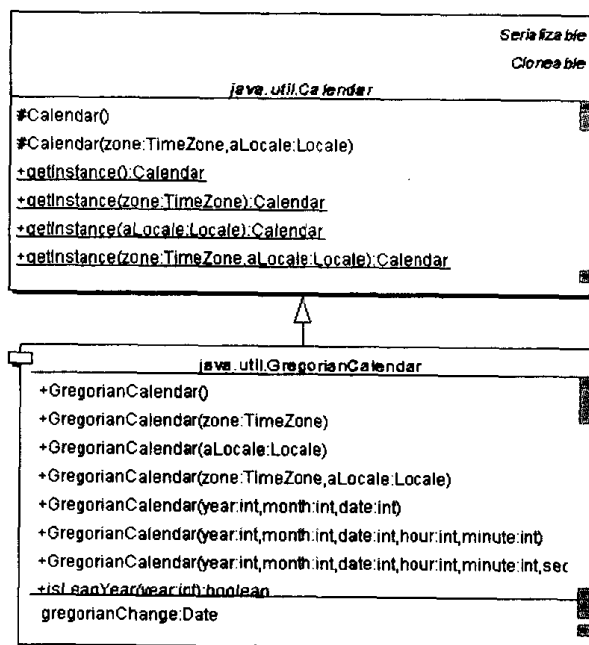 Serializable
Cloneable
java.util.Calendar
#Calendar()
#Calendar(zone:TimeZone,aLocale:Locale)
+getInstance():Calendar
+getInstance(zone:TimeZone):Calendar
+getInstance(aLocale:Locale):Calendar
+getInstance(zone:TimeZone,aLocale:Locale):Calendar
java.util.GregorianCalendar
+GregorianCalendar()
+GregorianCalendar(zone:TimeZone)
+GregorianCalendar(aLocale:Locale)
+GregorianCalendar(zone:TimeZone,aLocale:Locale)
+GregorianCalendar(year:int,month:int,date:int)
+GregorianCalendar(year:int,month:int,date:int,hour:int,minute:int)
+GregorianCalendar(year:int,month:int,date:int,hour:int,minute:int,sec
+isLeapYear(year:int):boolean
gregorianChange:Date